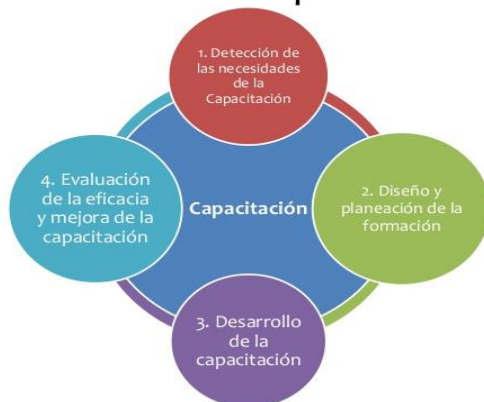 1. Detección de
las necesidades
de la
Capacitación
2. Diseño y
planeación de la
formación
3. Desarrollo
de la
capacitación
4. Evaluación
de la eficacia
y mejora de la
capacitación
Capacitación